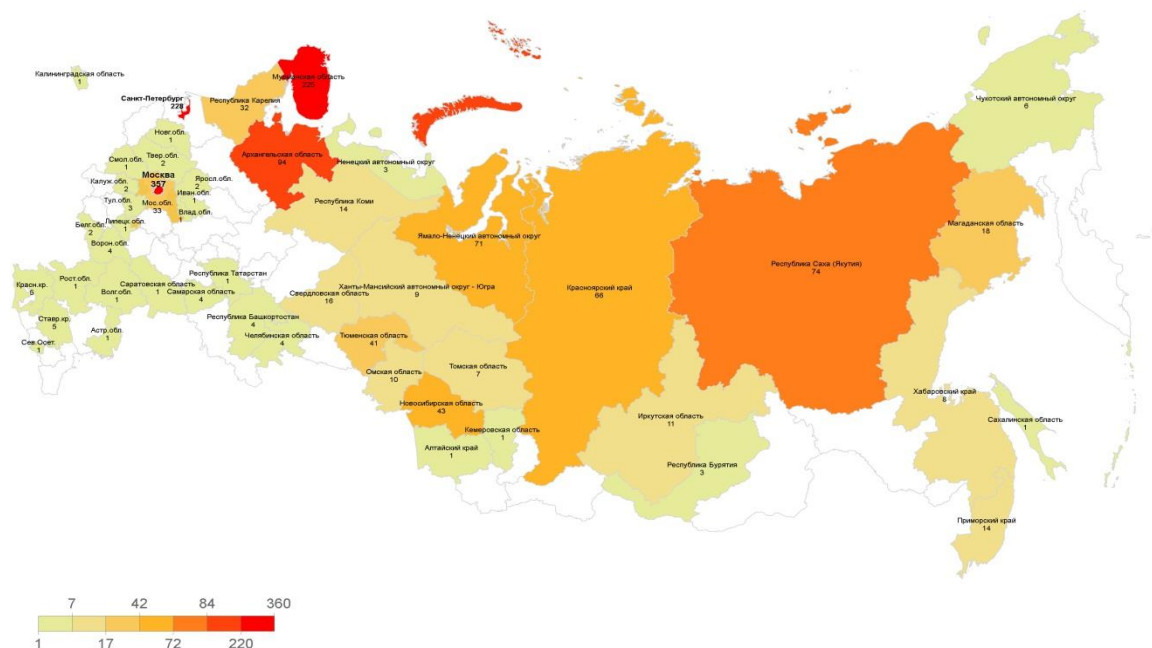 Калининградская область
1
Мурманская область
225
Санкт-Петербург
228
Республика Карелия
32
Чукотский автономный округ
6
Новг.обл.
1
Смол.обл.
1
Твер.обл.
2
Архангельская область
84
Ненецкий автономный округ
3
Москва
357
Калуж.обл.
2
Яросл.обл.
2
Иван.обл.
1
Тул.обл.
3
Мос.обл.
33
Влад.обл.
1
Республика Коми
14
Белг.обл.
2
Липецк.обл.
1
Магаданская область
18
Ворон.обл.
4
Ямало-Ненецкий автономный округ
71
Республика Саха (Якутия)
74
Республика Татарстан
1
Рост.обл.
1
Красн.кр.
5
Волг.обл.
1
Саратовская область
1
Самарская область
4
Ханты-Мансийский автономный округ - Югра
9
Красноярский край
66
Свердловская область
16
Ставр.кр.
5
Республика Башкортостан
4
Астр.обл.
1
Челябинская область
4
Тюменская область
41
Сев.Осет.
1
Омская область
10
Томская область
7
Хабаровский край
8
Новосибирская область
43
Иркутская область
11
Сахалинская область
1
Кемеровская область
1
Алтайский край
1
Республика Бурятия
3
Приморский край
14
7 42 84 360
1 17 72 220